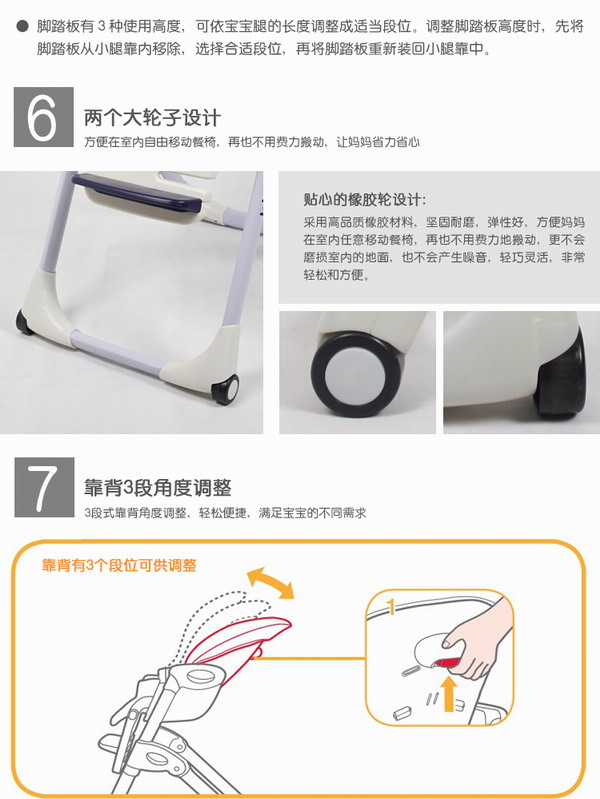 ● 脚踏板有3种使用高度，可依宝宝腿的长度调整成适当段位。调整脚踏板高度时，先将
脚踏板从小腿靠内移除，选择合适段位，再将脚踏板重新装回小腿靠中。
6
两个大轮子设计
方便在室内自由移动餐椅，再也不用费力搬动，让妈妈省力省心
贴心的橡胶轮设计：
采用高品质橡胶材料，坚固耐磨，弹性好，方便妈妈
在室内任意移动餐椅，再也不用费力地搬动，更不会
磨损室内的地面，也不会产生噪音，轻巧灵活，非常
轻松和方便。
7
靠背3段角度调整
3段式靠背角度调整，轻松便捷，满足宝宝的不同需求
靠背有3个段位可供调整
1